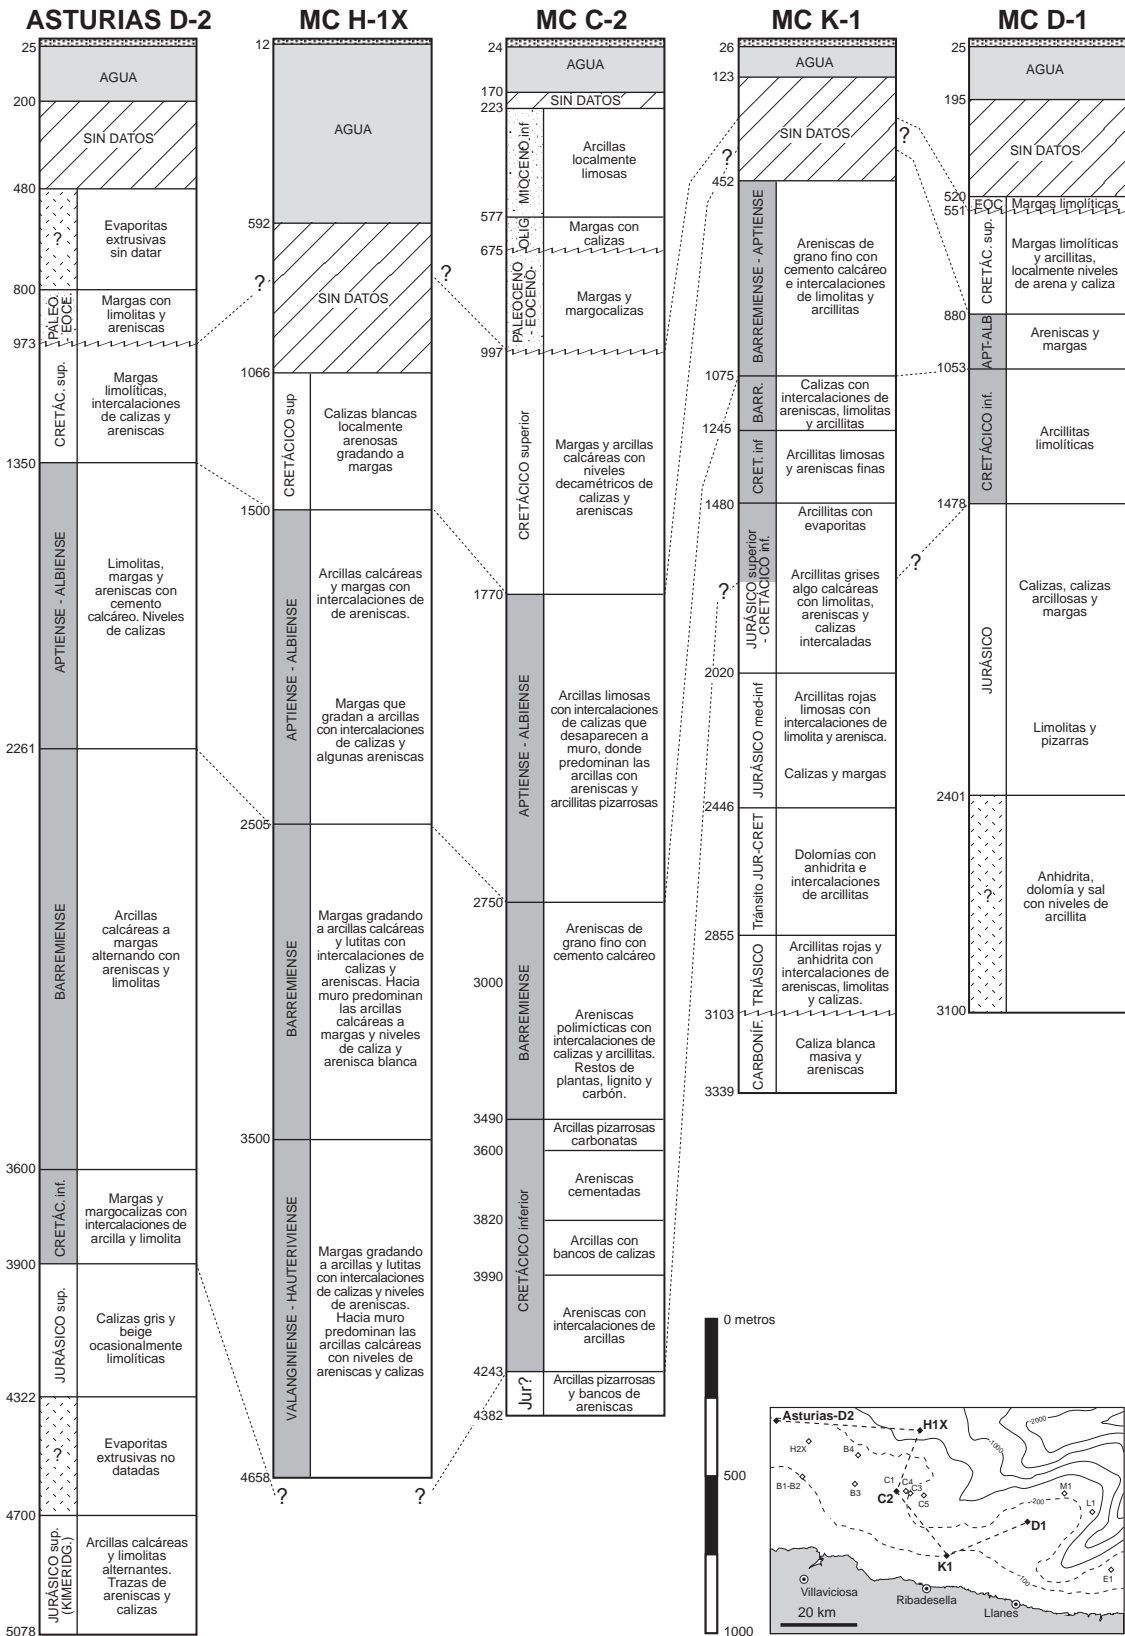 ASTURIAS D-2
25
AGUA
200
SIN DATOS
480
?
Evaporitas
extrusivas
sin datar
800
PALEO.
EOCE.
Margas con
limolitas y
areniscas
973
CRETÁC. sup.
Margas
limolíticas,
intercalaciones
de calizas y
areniscas
1350
APTIENSE - ALBIENSE
Limolitas,
margas y
areniscas con
cemento
calcáreo. Niveles
de calizas
2261
BARREMIENSE
Arcillas
calcáreas a
margas
alternando con
areniscas y
limolitas
3600
CRETÁC. inf.
Margas y
margocalizas con
intercalaciones de
arcilla y limolita
3900
JURÁSICO sup.
Calizas gris y
beige
ocasionalmente
limolíticas
4322
?
Evaporitas
extrusivas no
datadas
4700
JURÁSICO sup.
(KIMERIDG.)
Arcillas calcáreas
y limolitas
alternantes.
Trazas de
areniscas y
calizas
5078
MC H-1X
12
AGUA
592
?
?
SIN DATOS
1066
CRETÁCICO sup
Calizas blancas
localmente
arenosas
gradando a
margas
1500
APTIENSE - ALBIENSE
Arcillas calcáreas
y margas con
intercalaciones de
de areniscas.
Margas que
gradan a arcillas
con intercalaciones
de calizas y
algunas areniscas
2505
BARREMIENSE
Margas gradando
a arcillas calcáreas
y lutitas con
intercalaciones de
calizas y
areniscas. Hacia
muro predominan
las arcillas
calcáreas a
margas y niveles
de caliza y
arenisca blanca
3500
VALANGINIENSE - HAUTERIVIENSE
Margas gradando
a arcillas y lutitas
con intercalaciones
de calizas y niveles
de areniscas.
Hacia muro
predominan las
arcillas calcáreas
con niveles de
areniscas y calizas
4658
?
?
MC C-2
24
AGUA
170
SIN DATOS
223
MIOCENO inf
Arcillas
localmente
limosas
577
OLIG
Margas con
calizas
675
PALEOCENO
- EOCENO-
Margas y
margocalizas
997
CRETÁCICO superior
Margas y arcillas
calcáreas con
niveles
decamétricos de
calizas y
areniscas
1770
APTIENSE - ALBIENSE
Arcillas limosas
con intercalaciones
de calizas que
desaparecen a
muro, donde
predominan las
arcillas con
areniscas y
arcillitas pizarrosas
2750
BARREMIENSE
Areniscas de
grano fino con
cemento calcáreo
3000
Areniscas
polimícticas con
intercalaciones de
calizas y arcillitas.
Restos de
plantas, lignito y
carbón.
3490
CRETÁCICO inferior
Arcillas pizarrosas
carbonatas
3600
Areniscas
cementadas
3820
Arcillas con
bancos de calizas
3990
Areniscas con
intercalaciones de
arcillas
4243
Jur?
Arcillas pizarrosas
y bancos de
areniscas
4382
?
?
MC K-1
26
AGUA
123
SIN DATOS
452
BARREMIENSE - APTIENSE
Areniscas de
grano fino con
cemento calcáreo
e intercalaciones
de limolitas y
arcillitas
1075
BARR.
Calizas con
intercalaciones de
areniscas, limolitas
y arcillitas
1245
CRET. inf
Arcillitas limosas
y areniscas finas
1480
JURÁSICO superior
- CRETÁCICO inf.
Arcillitas con
evaporitas
Arcillitas grises
algo calcáreas
con limolitas,
areniscas y
calizas
intercaladas
2020
JURÁSICO med-inf
Arcillitas rojas
limosas con
intercalaciones de
limolita y arenisca.
Calizas y margas
2446
Tránsito JUR-CRET
Dolomías con
anhidrita e
intercalaciones
de arcillitas
2855
TRIÁSICO
Arcillitas rojas y
anhidrita con
intercalaciones de
areniscas, limolitas
y calizas.
3103
CARBONÍF.
Caliza blanca
masiva y
areniscas
3339
?
?
MC D-1
25
AGUA
195
SIN DATOS
520
EOC
Margas limolíticas
551
CRETÁC. sup.
Margas limolíticas
y arcillitas,
localmente niveles
de arena y caliza
880
APT-ALB
Areniscas y
margas
1053
CRETÁCICO inf.
Arcillitas
limolíticas
1478
JURÁSICO
Calizas, calizas
arcillosas y
margas
Limolitas y
pizarras
2401
?
Anhidrita,
dolomía y sal
con niveles de
arcillita
3100
0 metros
500
1000
Asturias-D2
H1X
-2000
-1000
H2X
B4
B1-B2
B3
C1
C4
C3
C2
C5
-200
M1
L1
D1
K1
-100
E1
Villaviciosa
Ribadesella
Llanes
20 km